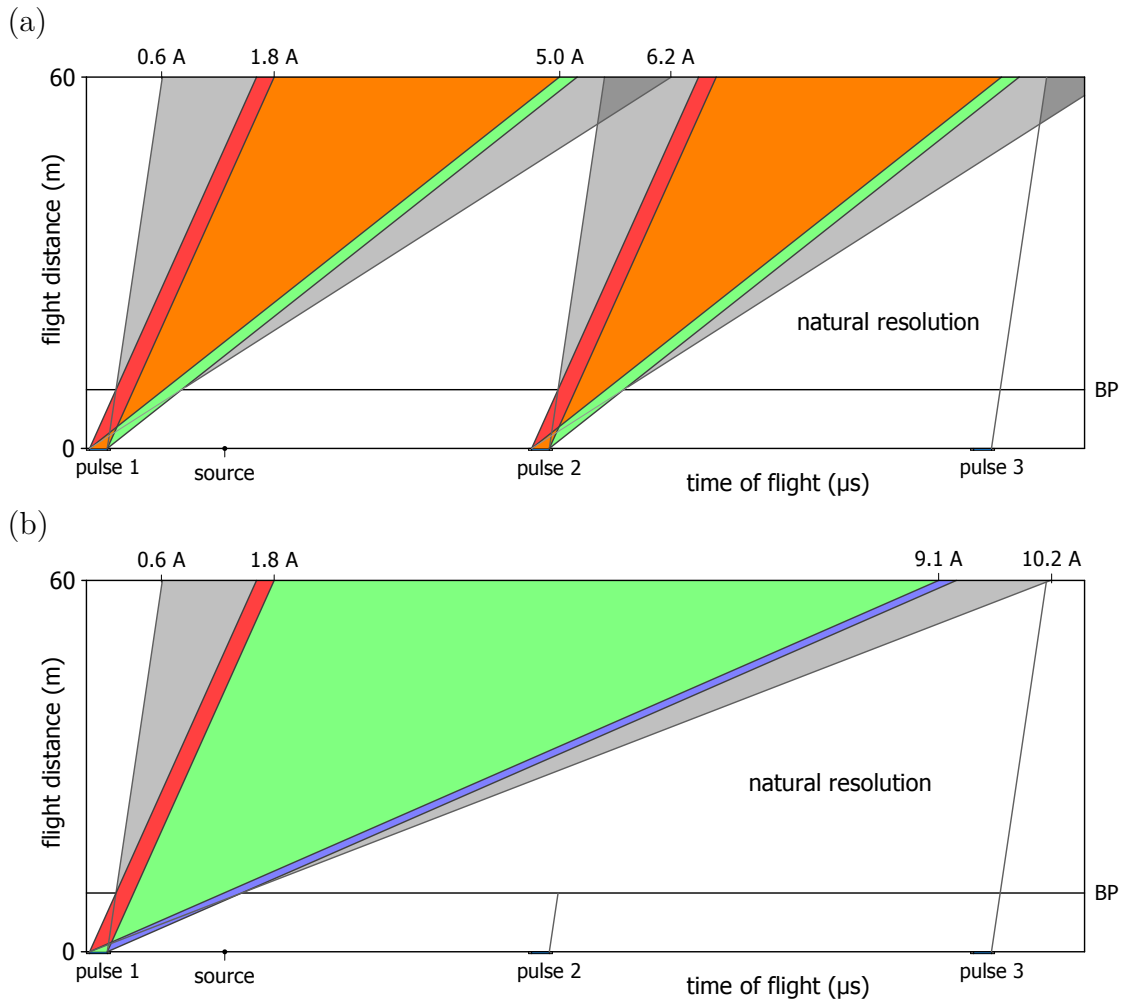 (a)
0.6 A 1.8 A 5.0 A 6.2 A
60
flight distance (m)
natural resolution
BP
0
pulse 1 source pulse 2 time of flight (µs) pulse 3
(b)
0.6 A 1.8 A 9.1 A 10.2 A
60
flight distance (m)
natural resolution
BP
0
pulse 1 source pulse 2 time of flight (µs) pulse 3